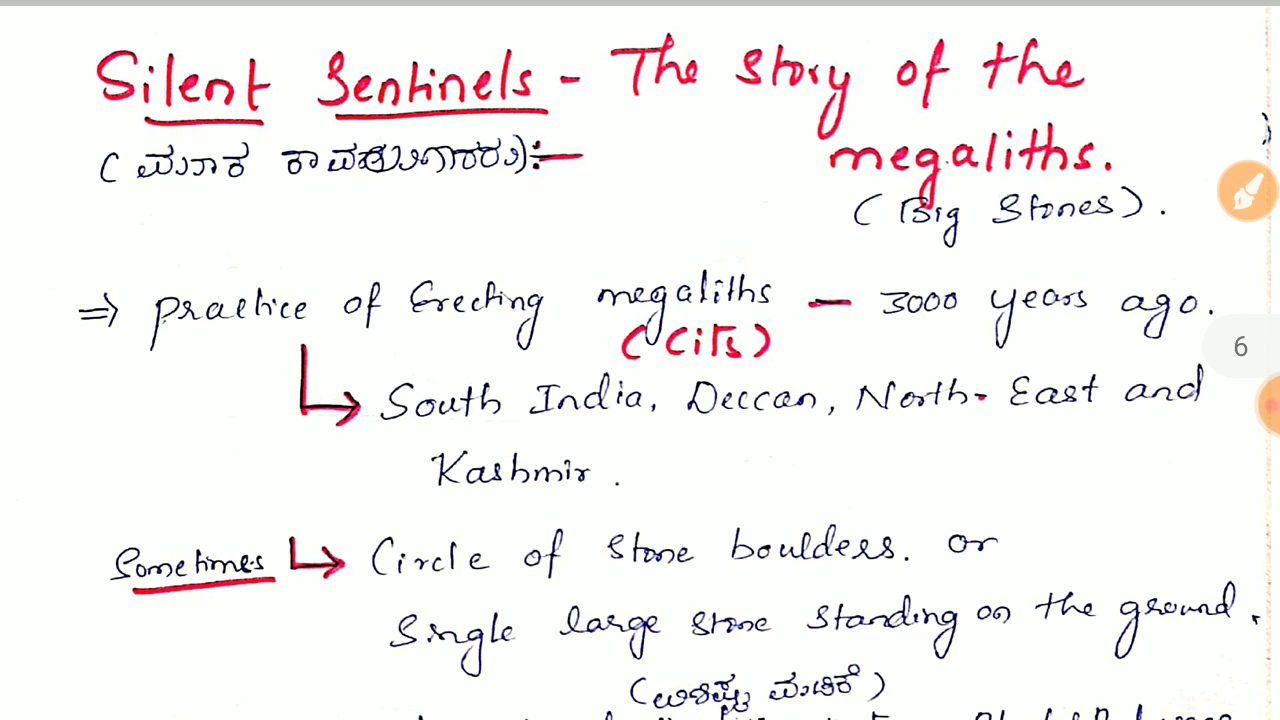 Silent Sentinels - The story of the
megaliths.
(ಮೂಕ ಕಾವಲುಗಾರರು):-
(Big Stones).
⇒ practice of Erecting megaliths - 3000 years ago.
↳ South India, Deccan, North-East and
Kashmir.
6
Sometimes ↳ Circle of stone boulders. or
Single large stone standing on the ground.